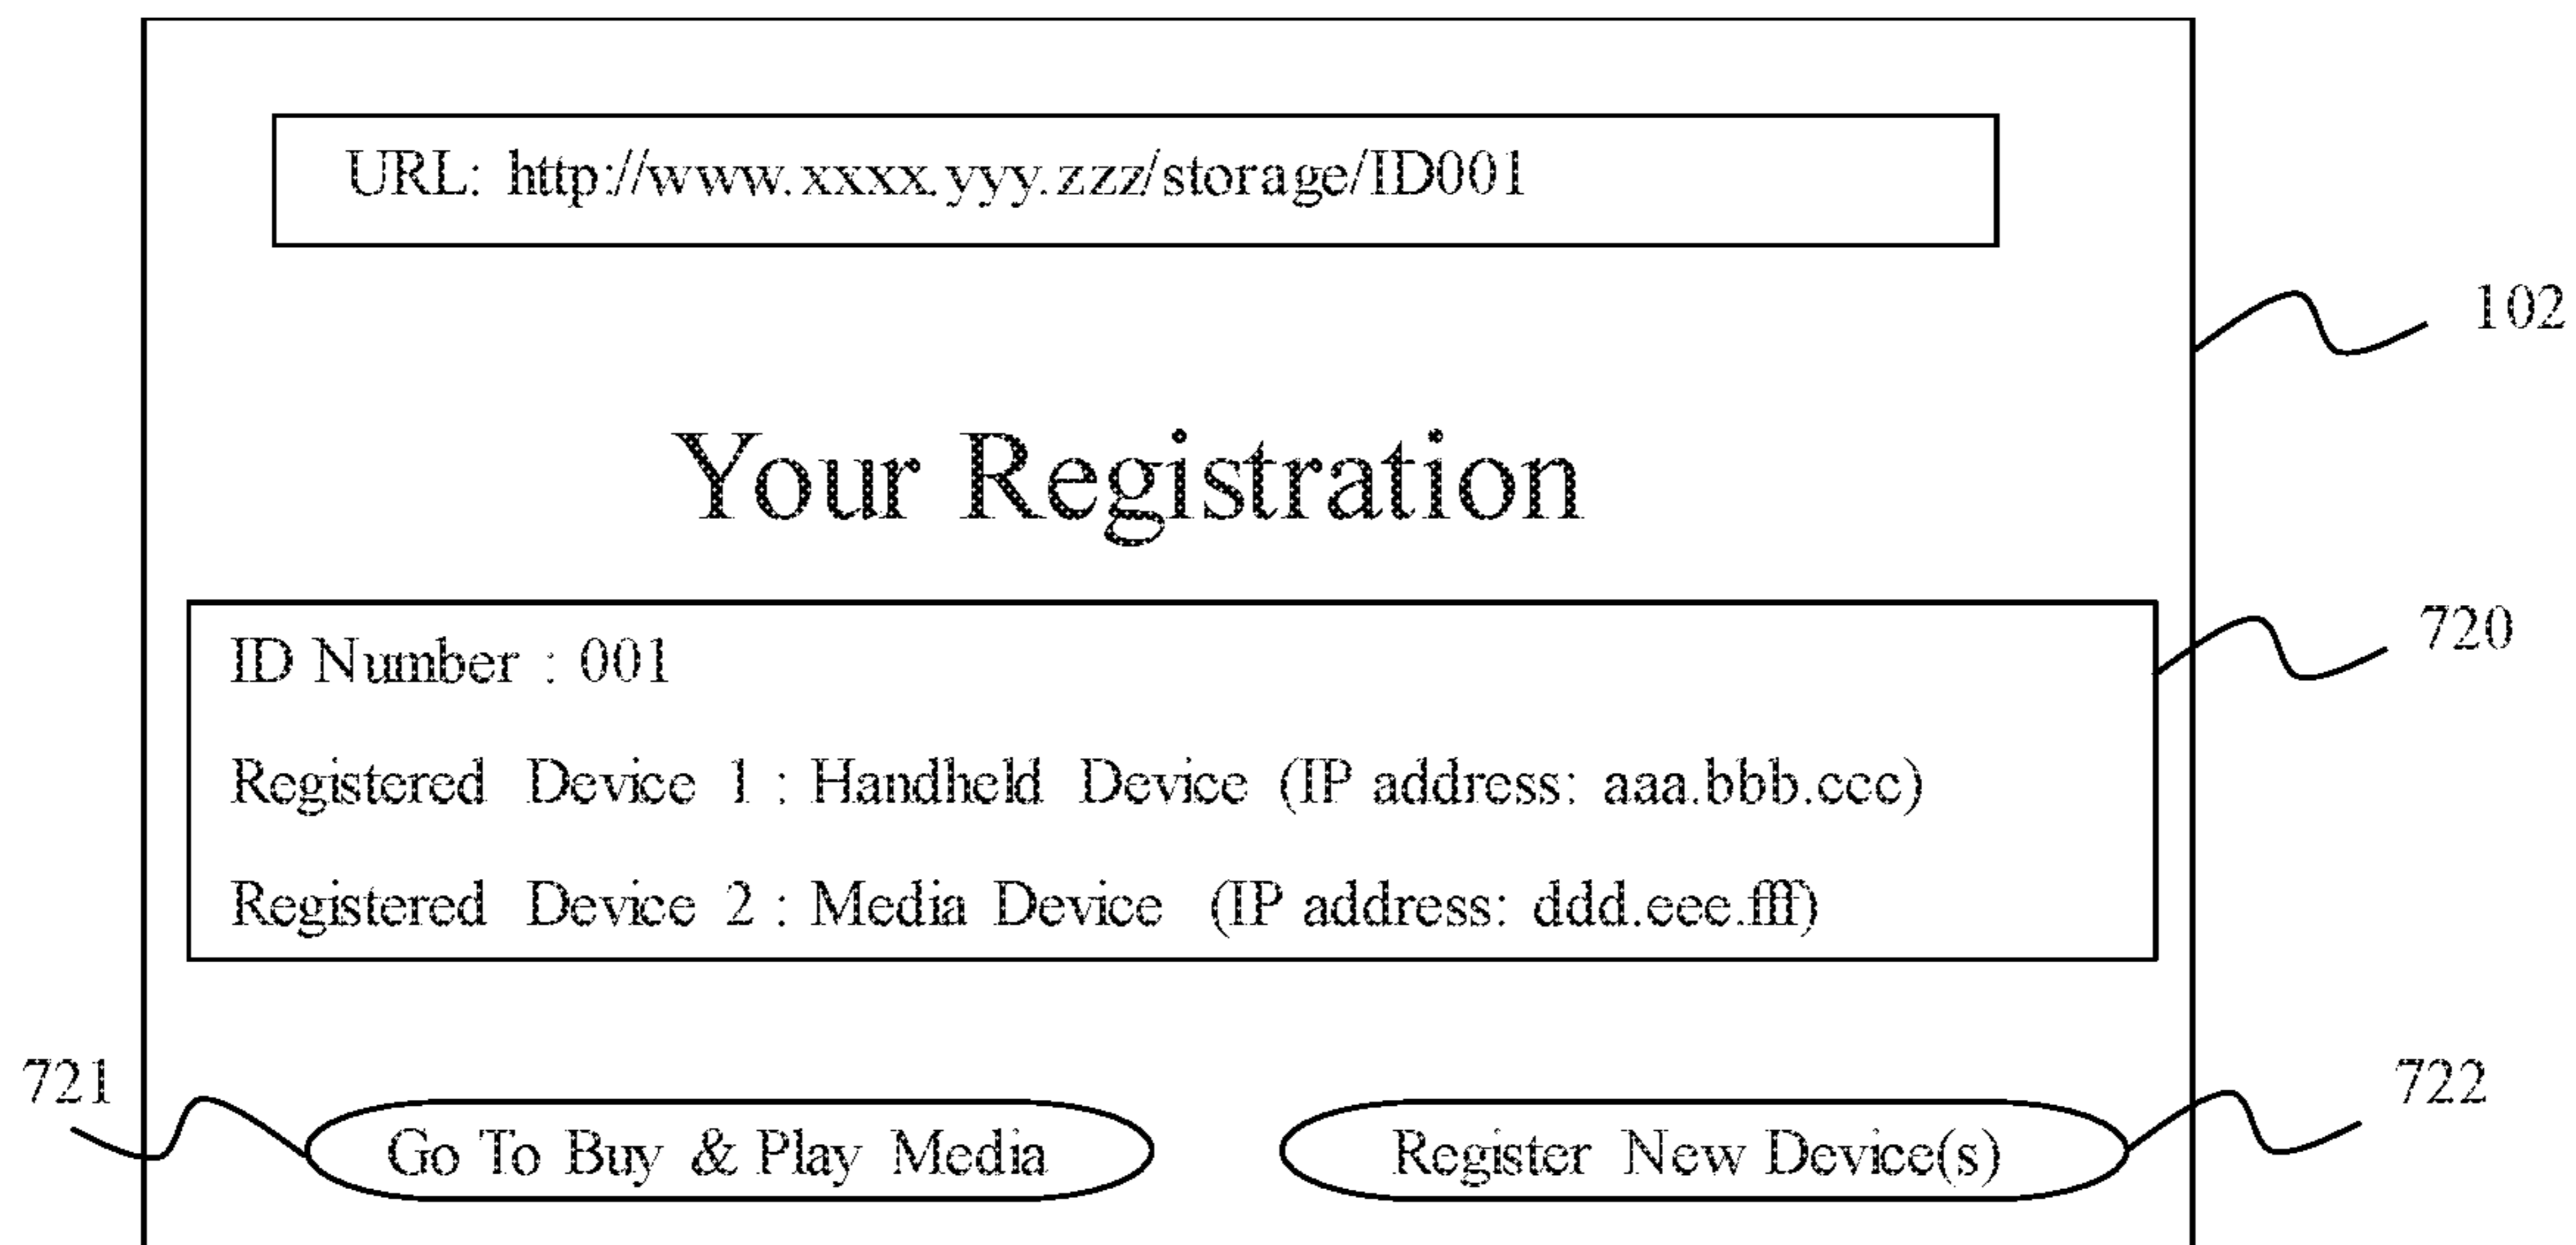 URL: http://www.xxxx.yyy.zzz/storage/ID001
102
Your Registration
720
ID Number : 001
Registered Device 1 : Handheld Device (IP address: aaa.bbb.ccc)
Registered Device 2 : Media Device (IP address: ddd.eee.fff)
721
722
Go To Buy & Play Media
Register New Device(s)